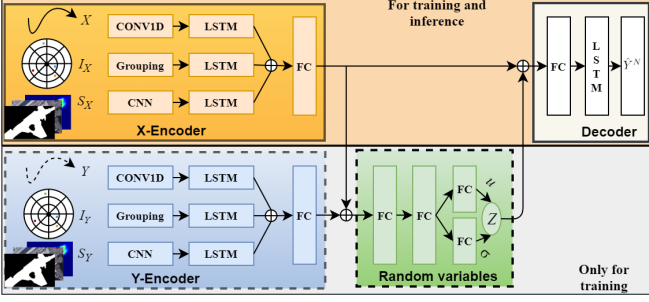 For training and
inference
X
CONV1D
LSTM
I_X
Grouping
LSTM
FC
S_X
CNN
LSTM
X-Encoder
FC
LSTM
Ŷ^N
Decoder
Y
CONV1D
LSTM
I_Y
Grouping
LSTM
FC
S_Y
CNN
LSTM
Y-Encoder
FC
FC
FC
FC
μ
σ
Z
Random variables
Only for
training